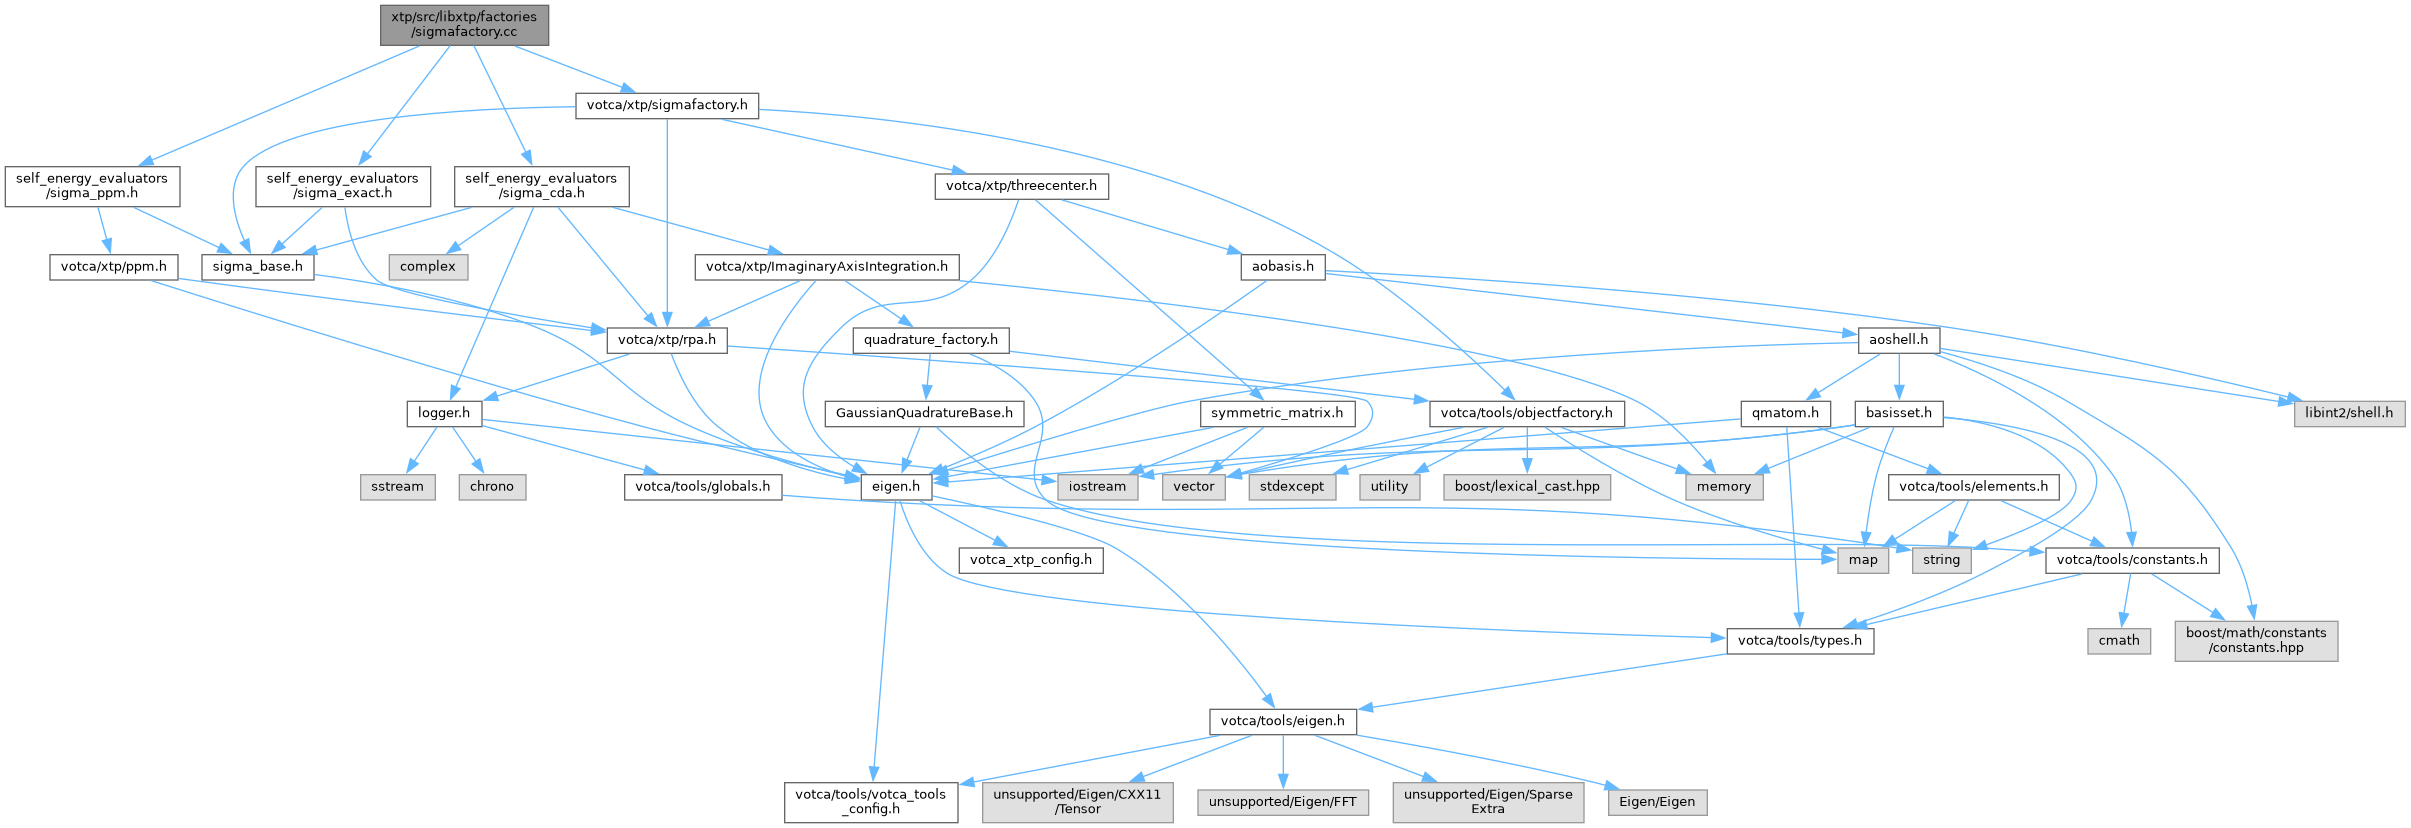 xtp/src/libxtp/factories
/sigmafactory.cc
votca/xtp/sigmafactory.h
self_energy_evaluators
/sigma_ppm.h
self_energy_evaluators
/sigma_exact.h
self_energy_evaluators
/sigma_cda.h
votca/xtp/threecenter.h
votca/xtp/ppm.h
sigma_base.h
complex
votca/xtp/ImaginaryAxisIntegration.h
aobasis.h
votca/xtp/rpa.h
quadrature_factory.h
aoshell.h
logger.h
GaussianQuadratureBase.h
symmetric_matrix.h
votca/tools/objectfactory.h
qmatom.h
basisset.h
libint2/shell.h
sstream
chrono
votca/tools/globals.h
eigen.h
iostream
vector
stdexcept
utility
boost/lexical_cast.hpp
memory
votca/tools/elements.h
votca_xtp_config.h
map
string
votca/tools/constants.h
votca/tools/types.h
cmath
boost/math/constants
/constants.hpp
votca/tools/eigen.h
votca/tools/votca_tools
_config.h
unsupported/Eigen/CXX11
/Tensor
unsupported/Eigen/FFT
unsupported/Eigen/Sparse
Extra
Eigen/Eigen